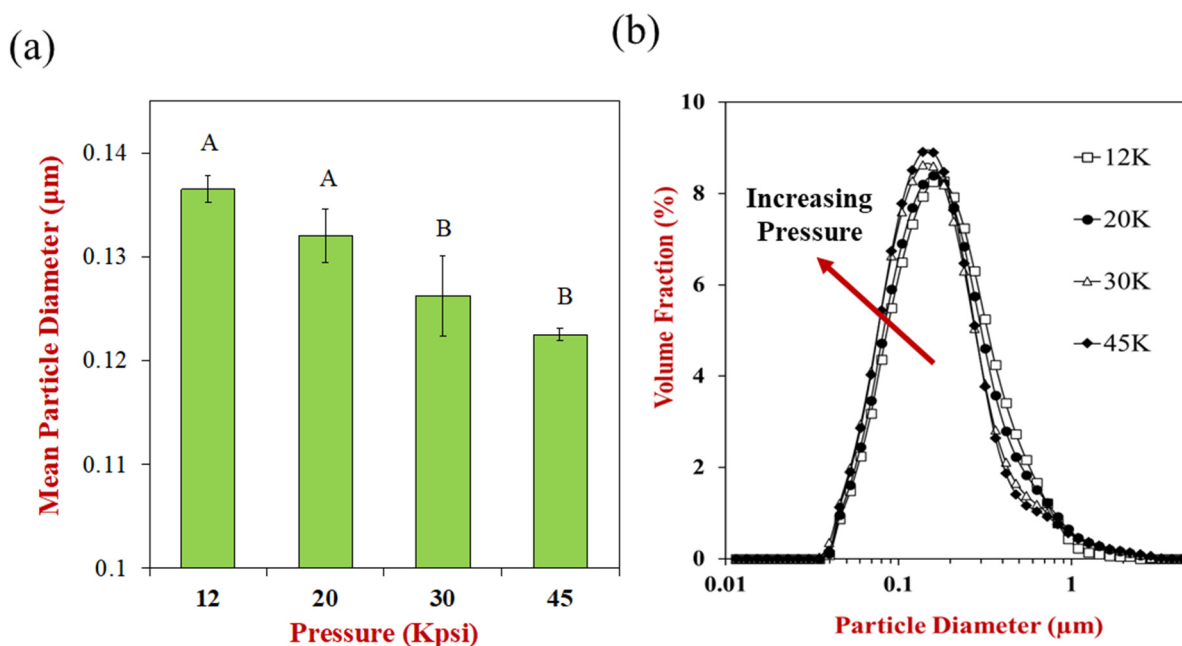 (a)
(b)
Mean Particle Diameter (µm)
0.14
0.13
0.12
0.11
0.1
A
A
B
B
12
20
30
45
Pressure (Kpsi)
Volume Fraction (%)
10
8
6
4
2
0
Increasing
Pressure
12K
20K
30K
45K
0.01
0.1
1
Particle Diameter (µm)